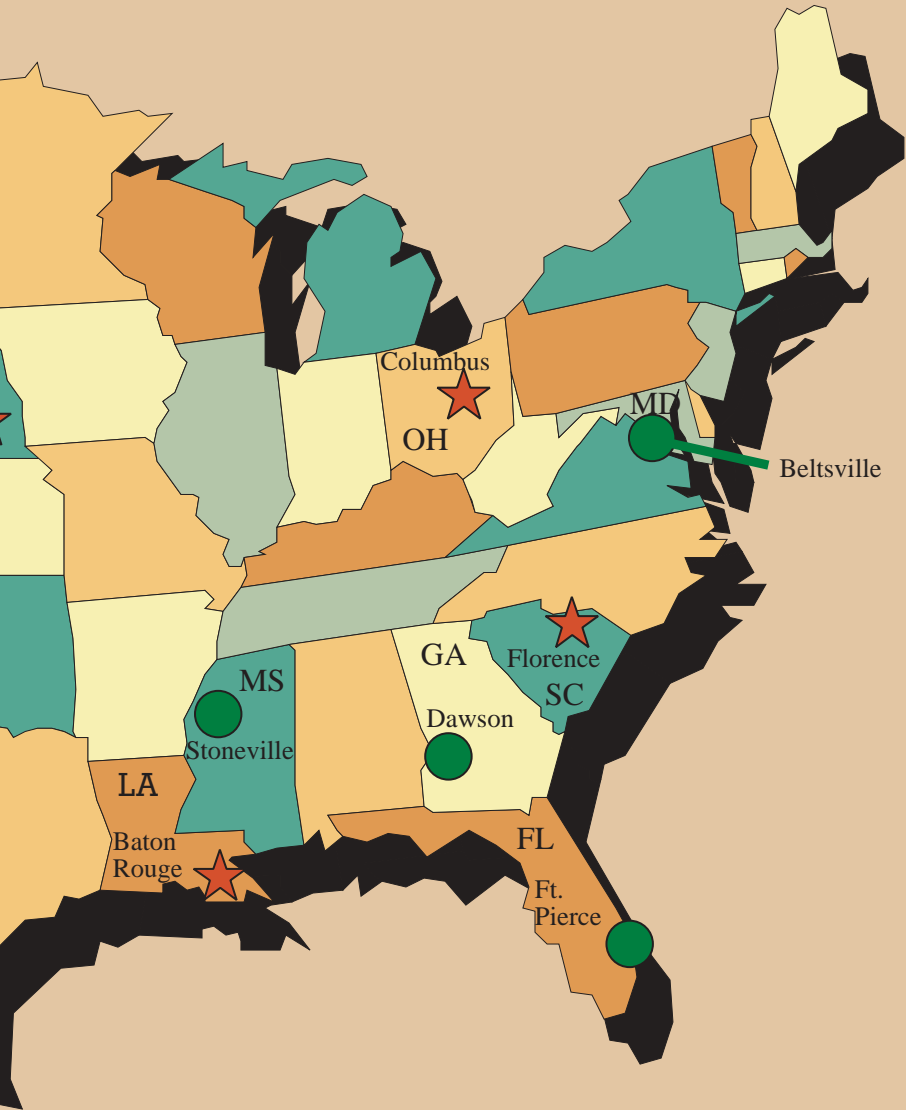 Columbus
MD
OH
Beltsville
GA
Florence
MS
SC
Dawson
Stoneville
LA
Baton
Rouge
FL
Ft.
Pierce